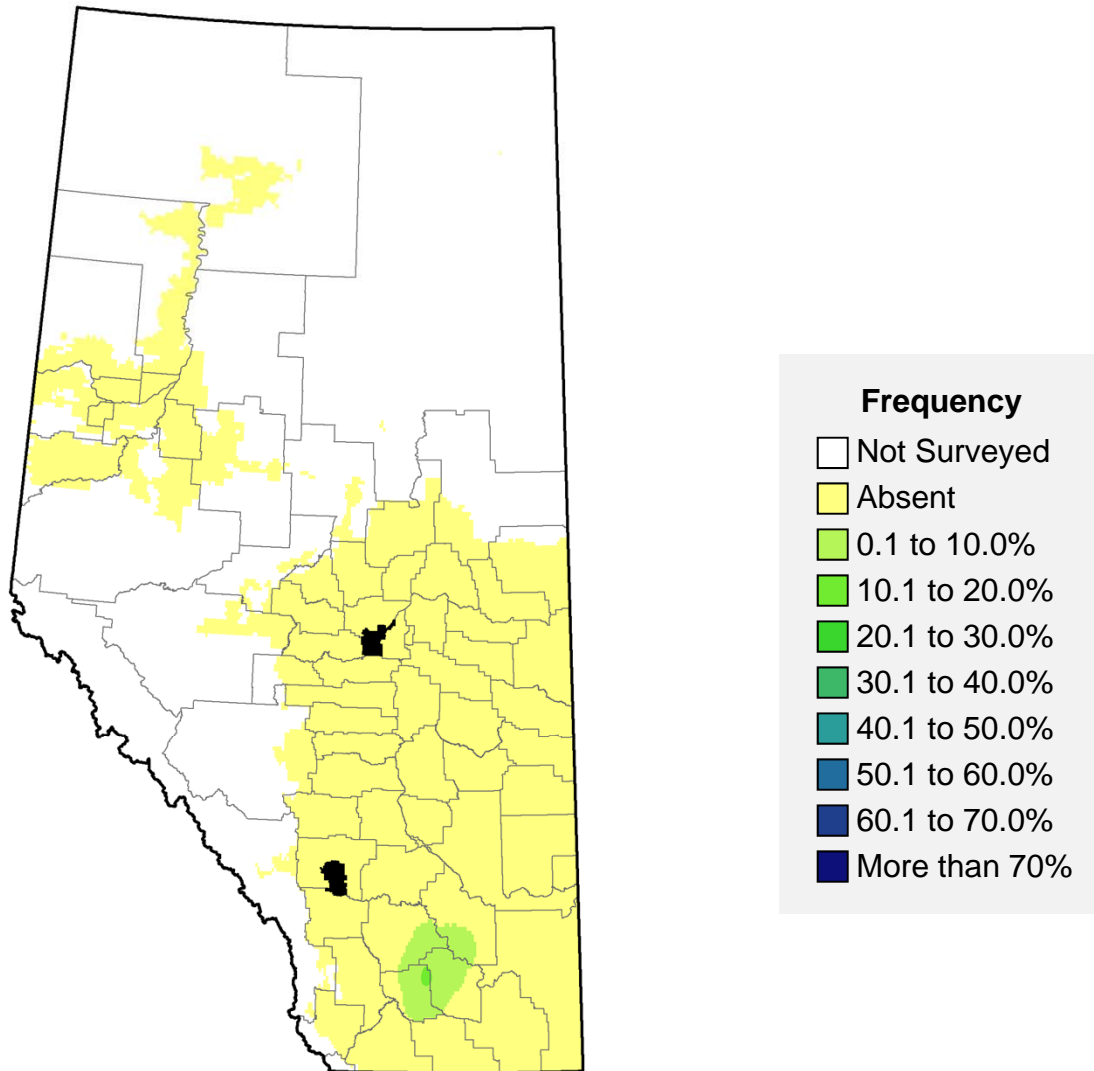 Frequency
Not Surveyed
Absent
0.1 to 10.0%
10.1 to 20.0%
20.1 to 30.0%
30.1 to 40.0%
40.1 to 50.0%
50.1 to 60.0%
60.1 to 70.0%
More than 70%